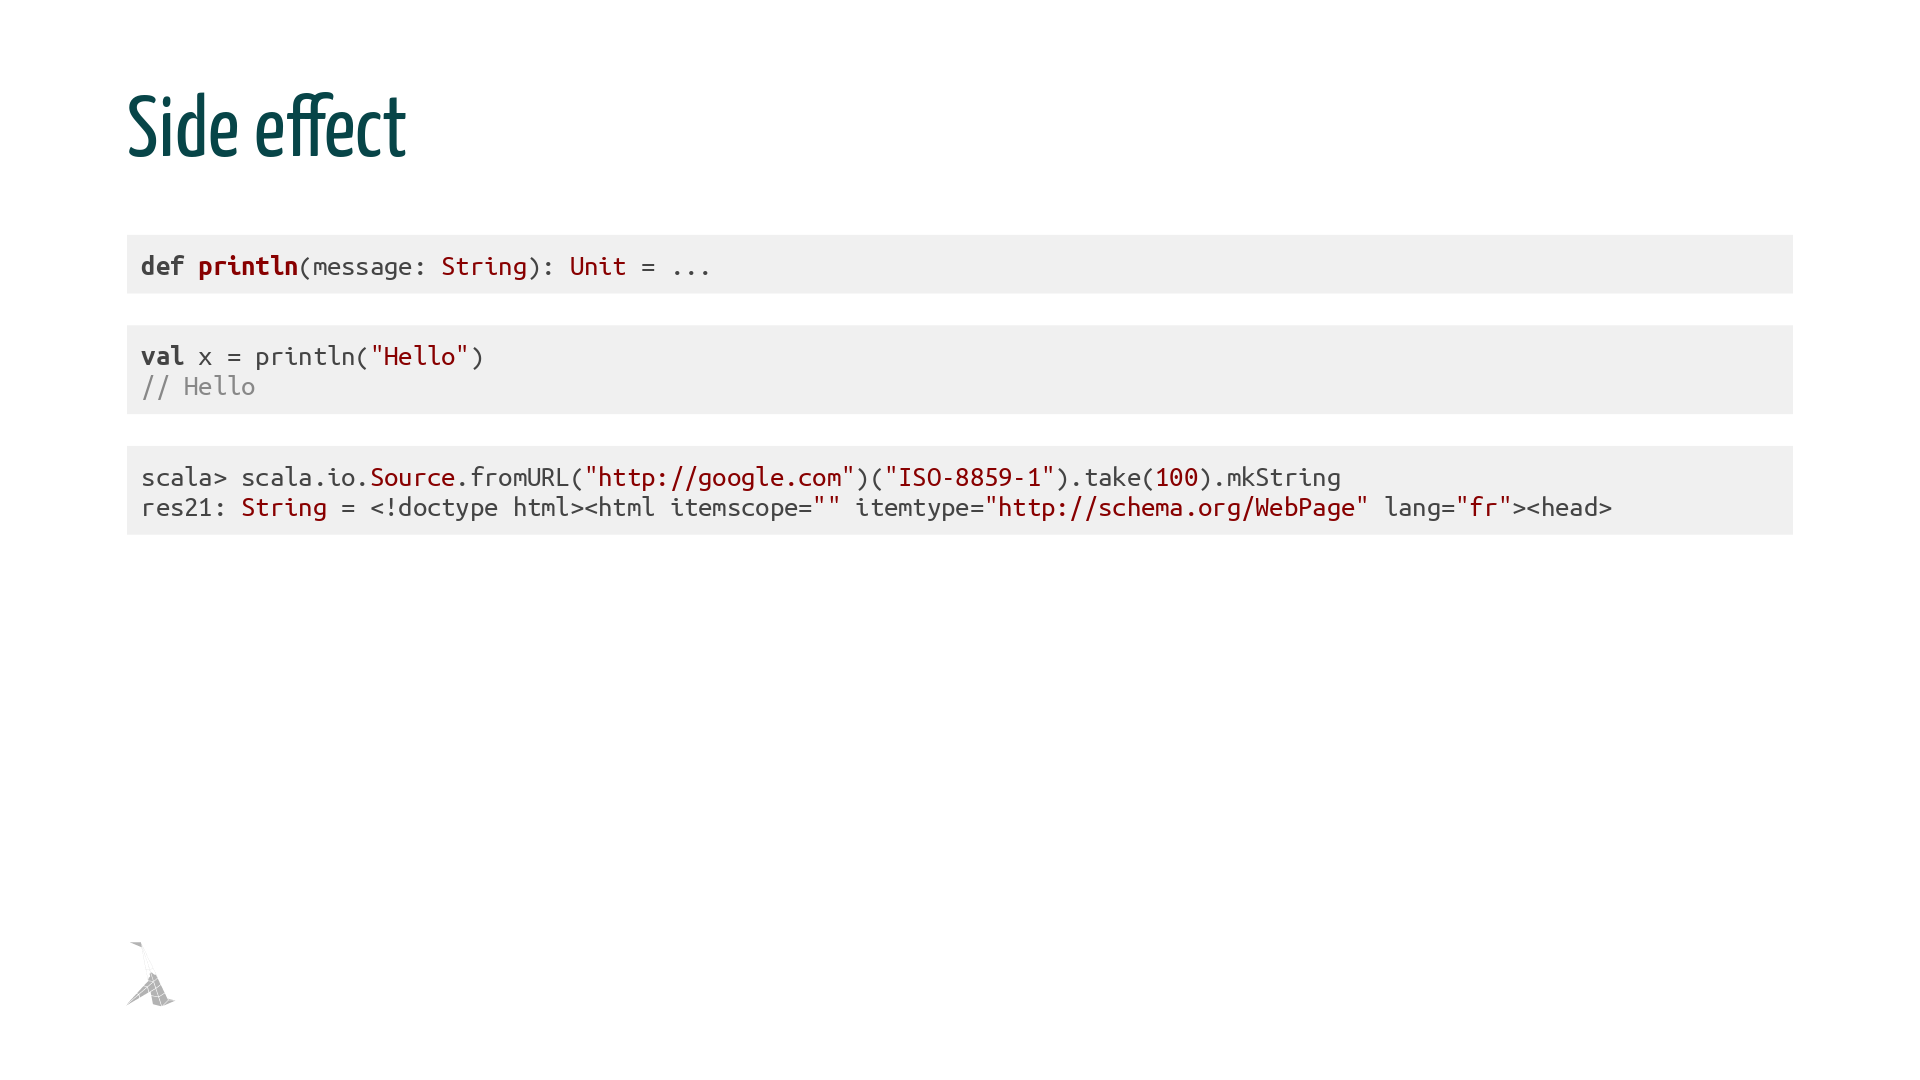 Side effect
def println(message: String): Unit = ...
val x = println("Hello")
// Hello
scala> scala.io.Source.fromURL("http://google.com")("ISO-8859-1").take(100).mkString
res21: String = <!doctype html><html itemscope="" itemtype="http://schema.org/WebPage" lang="fr"><head>